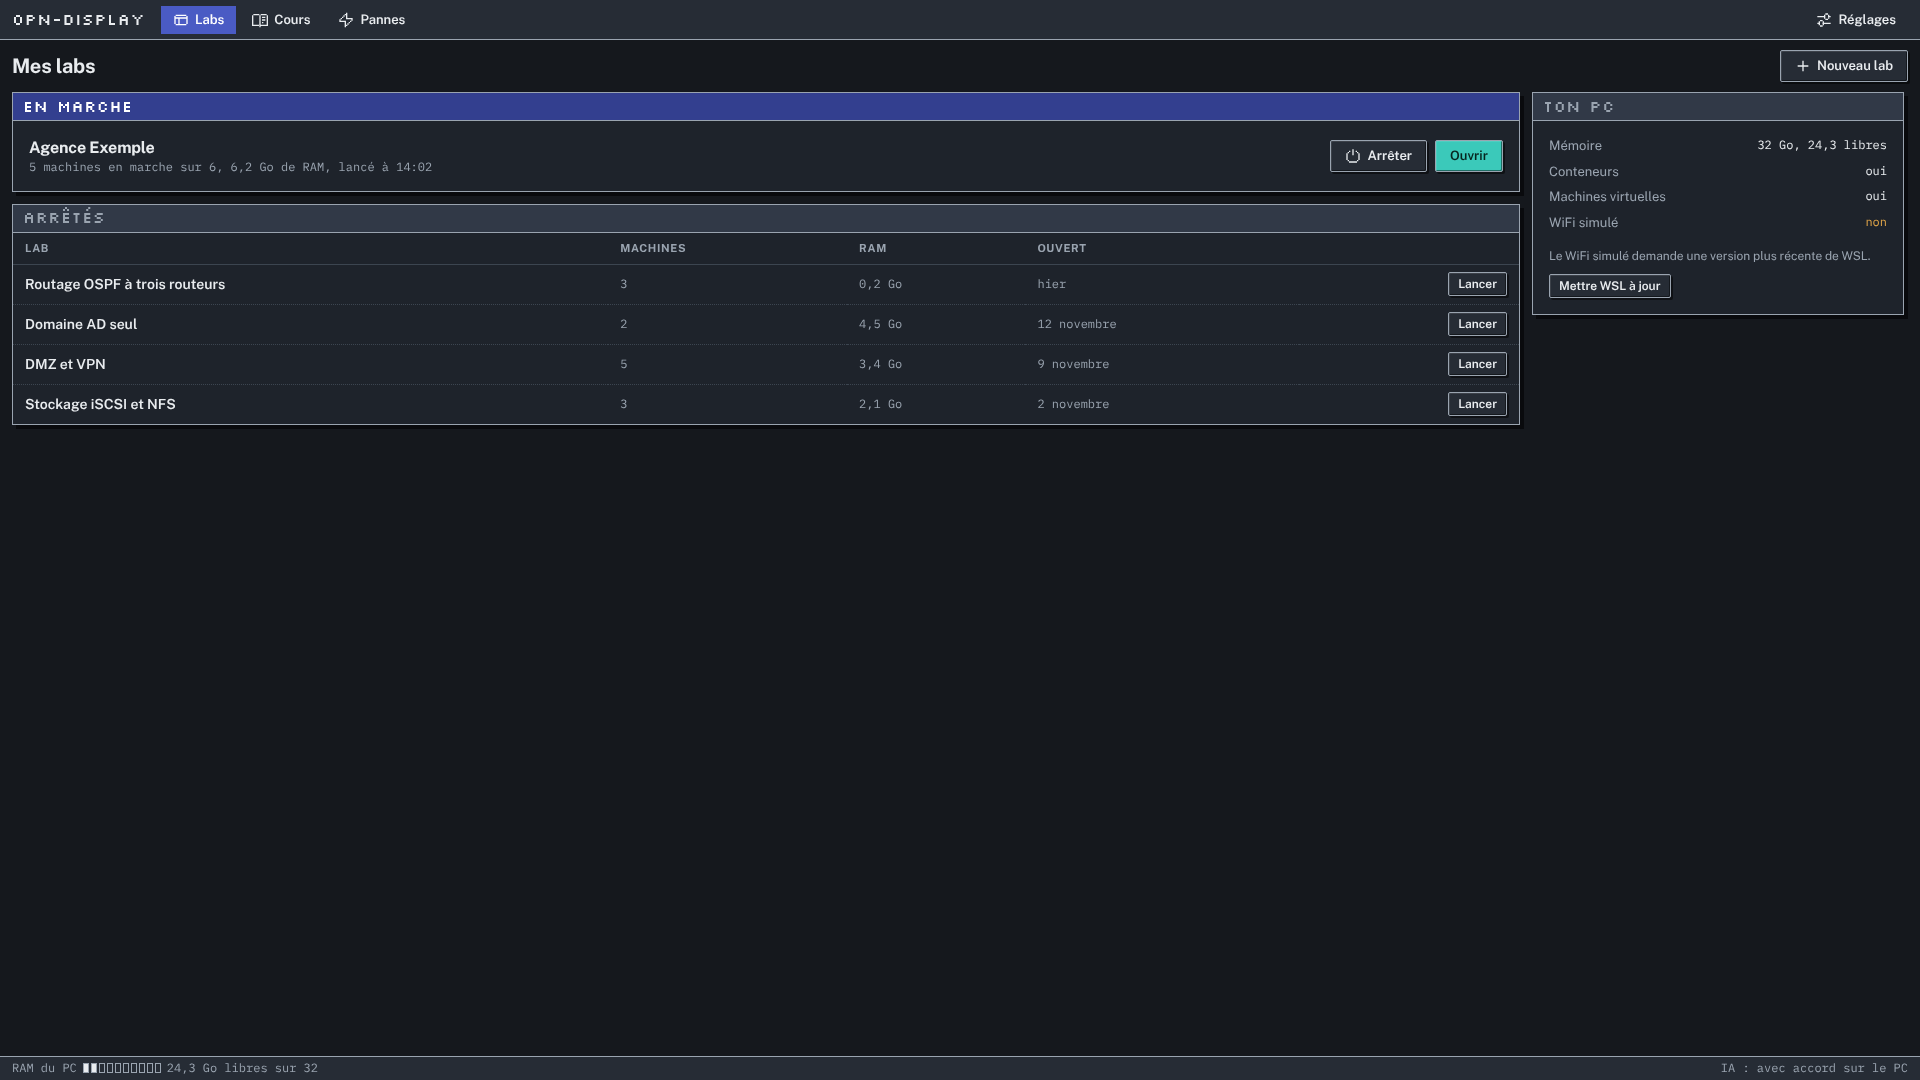 OPN-DISPLAY Labs Cours Pannes Réglages
Mes labs
Nouveau lab
EN MARCHE
Agence Exemple
5 machines en marche sur 6, 6,2 Go de RAM, lancé à 14:02
Arrêter Ouvrir
ARRÊTÉS
LAB MACHINES RAM OUVERT
Routage OSPF à trois routeurs 3 0,2 Go hier Lancer
Domaine AD seul 2 4,5 Go 12 novembre Lancer
DMZ et VPN 5 3,4 Go 9 novembre Lancer
Stockage iSCSI et NFS 3 2,1 Go 2 novembre Lancer
TON PC
Mémoire 32 Go, 24,3 libres
Conteneurs oui
Machines virtuelles oui
WiFi simulé non
Le WiFi simulé demande une version plus récente de WSL.
Mettre WSL à jour
RAM du PC 24,3 Go libres sur 32
IA : avec accord sur le PC